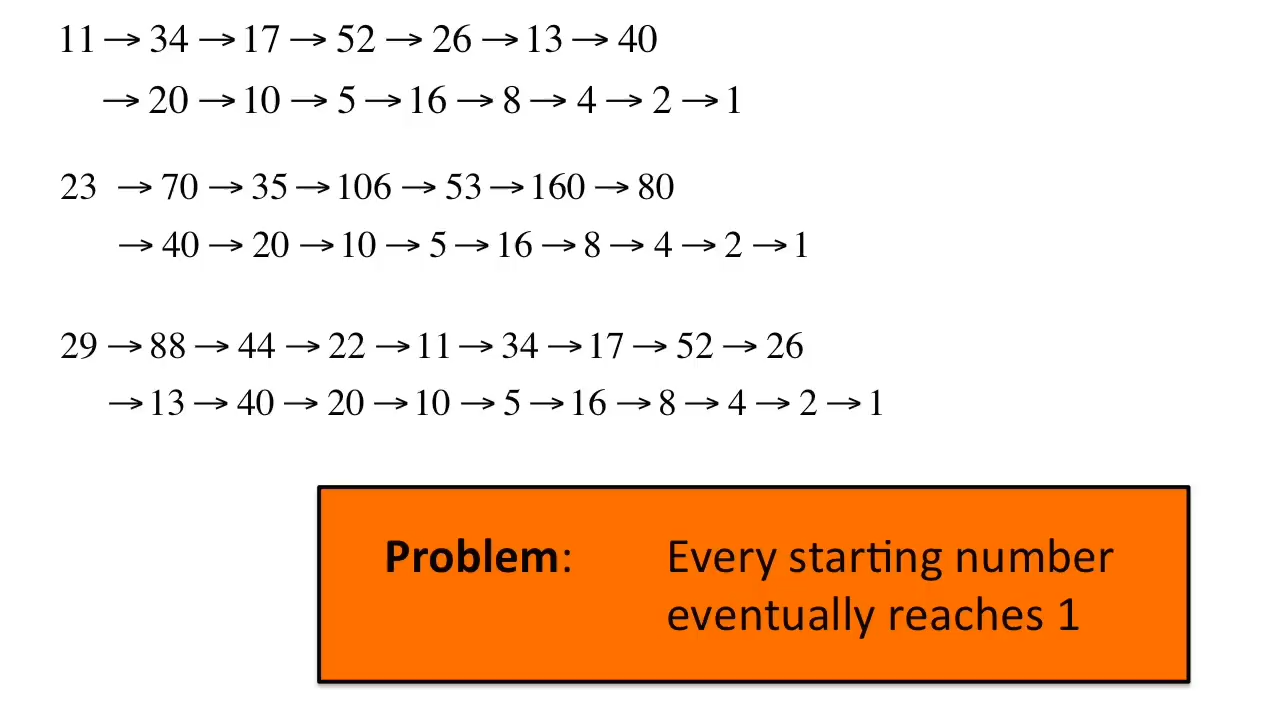 11 → 34 → 17 → 52 → 26 → 13 → 40
→ 20 → 10 → 5 → 16 → 8 → 4 → 2 → 1
23 → 70 → 35 → 106 → 53 → 160 → 80
→ 40 → 20 → 10 → 5 → 16 → 8 → 4 → 2 → 1
29 → 88 → 44 → 22 → 11 → 34 → 17 → 52 → 26
→ 13 → 40 → 20 → 10 → 5 → 16 → 8 → 4 → 2 → 1
Problem: Every starting number
eventually reaches 1